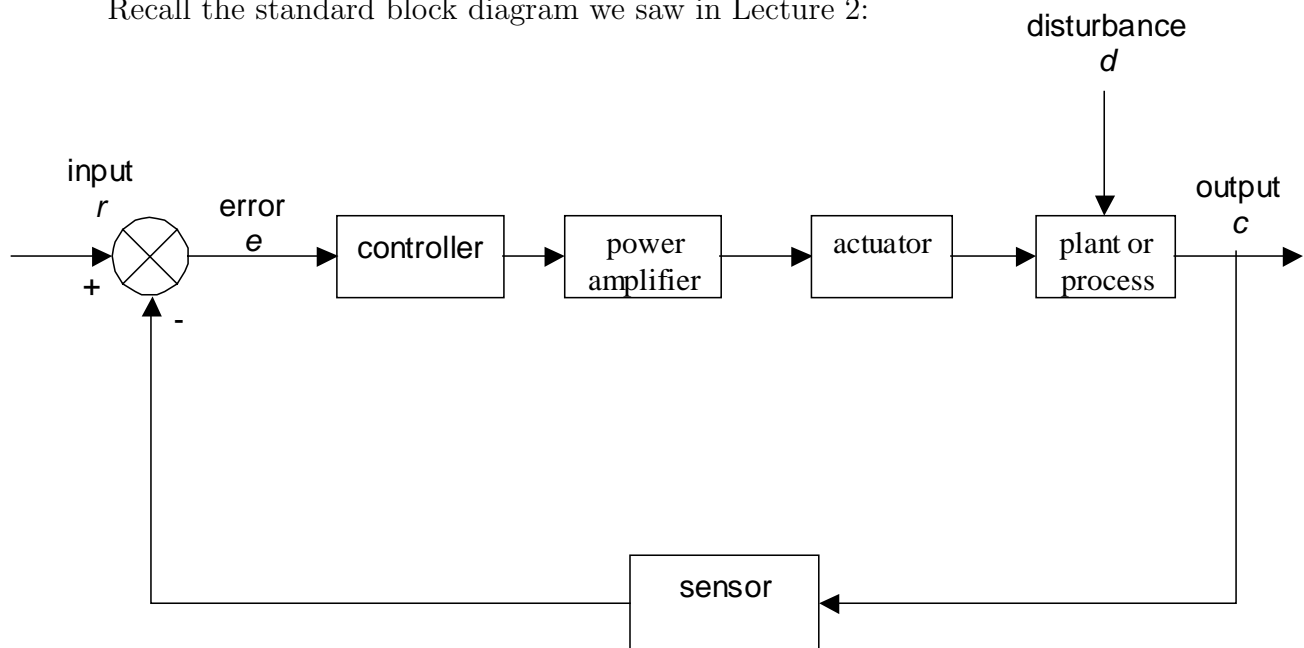 Recall the standard block diagram we saw in Lecture 2:
disturbance
d
input
r
error
e
output
c
controller
power
amplifier
actuator
plant or
process
+
-
sensor